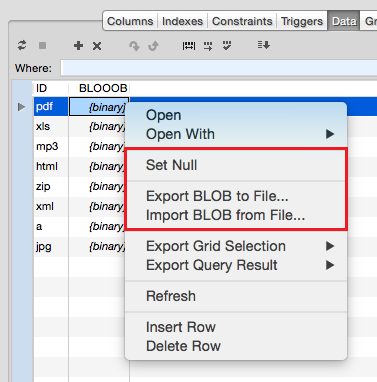 Columns Indexes Constraints Triggers Data Gr
Where:
ID BLOOOB
pdf {binary}
xls {binary}
mp3 {binary}
html {binary}
zip {binary}
xml {binary}
a {binary}
jpg {binary}
Open
Open With
Set Null
Export BLOB to File...
Import BLOB from File...
Export Grid Selection
Export Query Result
Refresh
Insert Row
Delete Row